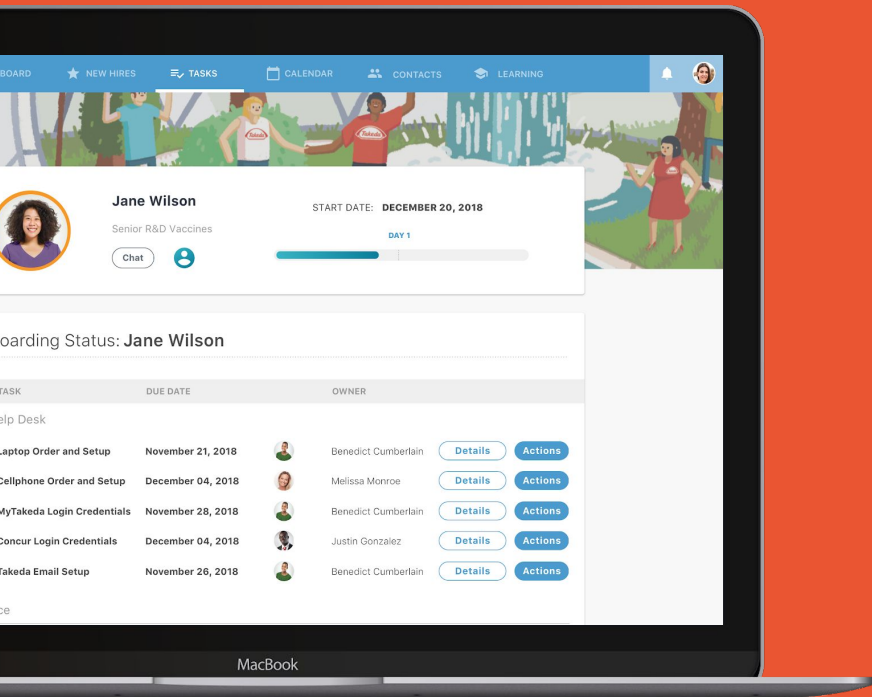 BOARD NEW HIRES TASKS CALENDAR CONTACTS LEARNING
Takeda Takeda
Jane Wilson
Senior R&D Vaccines
Chat
START DATE: DECEMBER 20, 2018
DAY 1
oarding Status: Jane Wilson
TASK DUE DATE OWNER
elp Desk
Laptop Order and Setup November 21, 2018 Benedict Cumberlain Details Actions
Cellphone Order and Setup December 04, 2018 Melissa Monroe Details Actions
MyTakeda Login Credentials November 28, 2018 Benedict Cumberlain Details Actions
Concur Login Credentials December 04, 2018 Justin Gonzalez Details Actions
Takeda Email Setup November 26, 2018 Benedict Cumberlain Details Actions
ce
MacBook